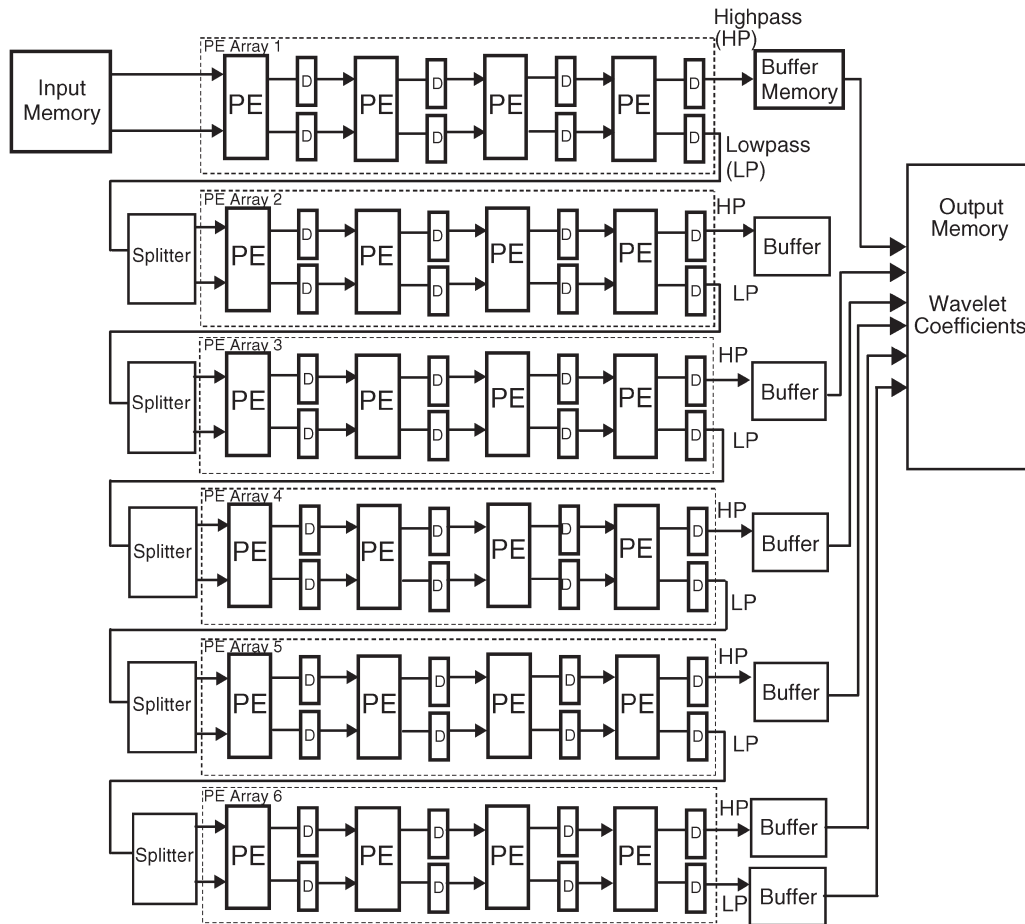 Highpass
(HP)
PE Array 1
Input
Memory
PE
D
PE
D
PE
D
PE
D
Buffer
Memory
D
D
D
D
Lowpass
(LP)
PE Array 2
Splitter
PE
D
PE
D
PE
D
PE
D
HP
Buffer
D
D
D
D
LP
Output
Memory
Wavelet
Coefficients
PE Array 3
Splitter
PE
D
PE
D
PE
D
PE
D
HP
Buffer
D
D
D
D
LP
PE Array 4
Splitter
PE
D
PE
D
PE
D
PE
D
HP
Buffer
D
D
D
D
LP
PE Array 5
Splitter
PE
D
PE
D
PE
D
PE
D
HP
Buffer
D
D
D
D
LP
PE Array 6
Splitter
PE
D
PE
D
PE
D
PE
D
HP
Buffer
D
D
D
D
LP
Buffer